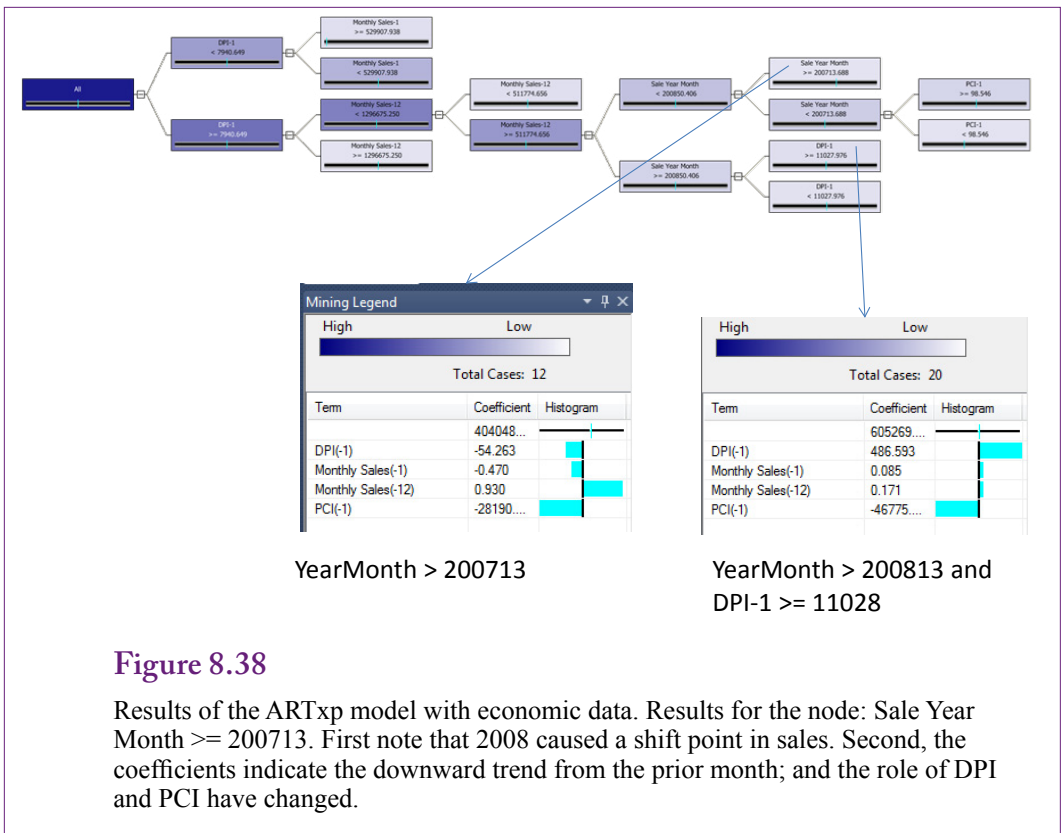 Monthly Sales-1
>= 529907.938
DPI-1
< 7940.649
Monthly Sales-1
< 529907.938
All
Monthly Sales-12
< 1296675.250
DPI-1
>= 7940.649
Monthly Sales-12
>= 1296675.250
Monthly Sales-12
< 511774.656
Monthly Sales-12
>= 511774.656
Sale Year Month
< 200850.406
Sale Year Month
>= 200850.406
Sale Year Month
>= 200713.688
Sale Year Month
< 200713.688
DPI-1
>= 11027.976
DPI-1
< 11027.976
PCI-1
>= 98.546
PCI-1
< 98.546
Mining Legend
High Low
Total Cases: 12
Term Coefficient Histogram
404048...
DPI(-1) -54.263
Monthly Sales(-1) -0.470
Monthly Sales(-12) 0.930
PCI(-1) -28190....
YearMonth > 200713
High Low
Total Cases: 20
Term Coefficient Histogram
605269....
DPI(-1) 486.593
Monthly Sales(-1) 0.085
Monthly Sales(-12) 0.171
PCI(-1) -46775....
YearMonth > 200813 and
DPI-1 >= 11028
Figure 8.38
Results of the ARTxp model with economic data. Results for the node: Sale Year
Month >= 200713. First note that 2008 caused a shift point in sales. Second, the
coefficients indicate the downward trend from the prior month; and the role of DPI
and PCI have changed.